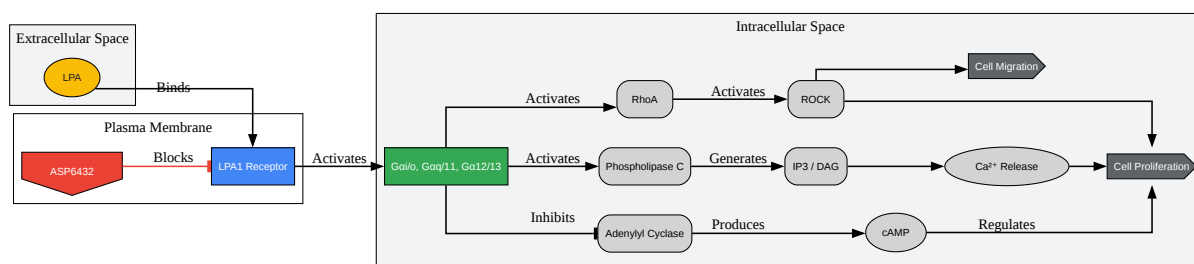 Extracellular Space
LPA
Binds
Plasma Membrane
ASP6432
Blocks
LPA1 Receptor
Activates
Intracellular Space
Gαi/o, Gαq/11, Gα12/13
Activates
RhoA
Activates
ROCK
Cell Migration
Activates
Phospholipase C
Generates
IP3 / DAG
Ca²⁺ Release
Cell Proliferation
Inhibits
Adenylyl Cyclase
Produces
cAMP
Regulates